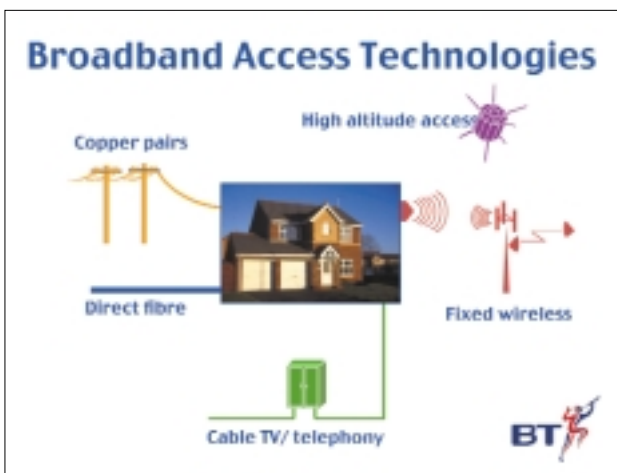 Broadband Access Technologies
High altitude access
Copper pairs
Direct fibre
Fixed wireless
Cable TV/ telephony
BT